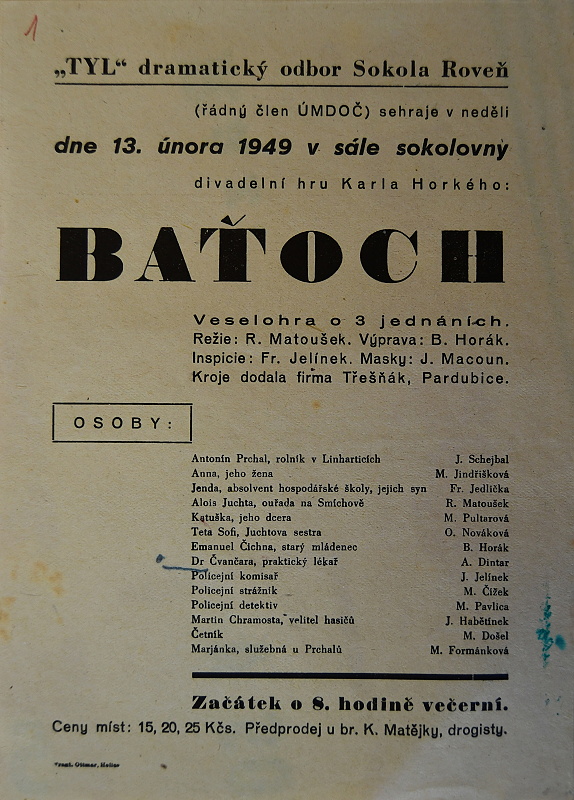 1
„TYL“ dramatický odbor Sokola Roveň
(řádný člen ÚMDOČ) sehraje v neděli
dne 13. února 1949 v sále sokolovny
divadelní hru Karla Horkého:
BAŤOCH
Veselohra o 3 jednáních.
Režie: R. Matoušek. Výprava: B. Horák.
Inspicie: Fr. Jelínek. Masky: J. Macoun.
Kroje dodala firma Třešňák, Pardubice.
OSOBY:
Antonín Prchal, rolník v Linharticích J. Schejbal
Anna, jeho žena M. Jindřišková
Jenda, absolvent hospodářské školy, jejich syn Fr. Jedlička
Alois Juchta, ouřada na Smíchově R. Matoušek
Katuška, jeho dcera M. Pultarová
Teta Sofi, Juchtova sestra O. Nováková
Emanuel Čichna, starý mládenec B. Horák
Dr Čvančara, praktický lékař A. Dintar
Policejní komisař J. Jelínek
Policejní strážník M. Čížek
Policejní detektiv M. Pavlica
Martin Chramosta, velitel hasičů J. Habětínek
Četník M. Došel
Marjánka, služebná u Prchalů M. Formánková
Začátek o 8. hodině večerní.
Ceny míst: 15, 20, 25 Kčs. Předprodej u br. K. Matějky, drogisty.
Ottmar, Holice